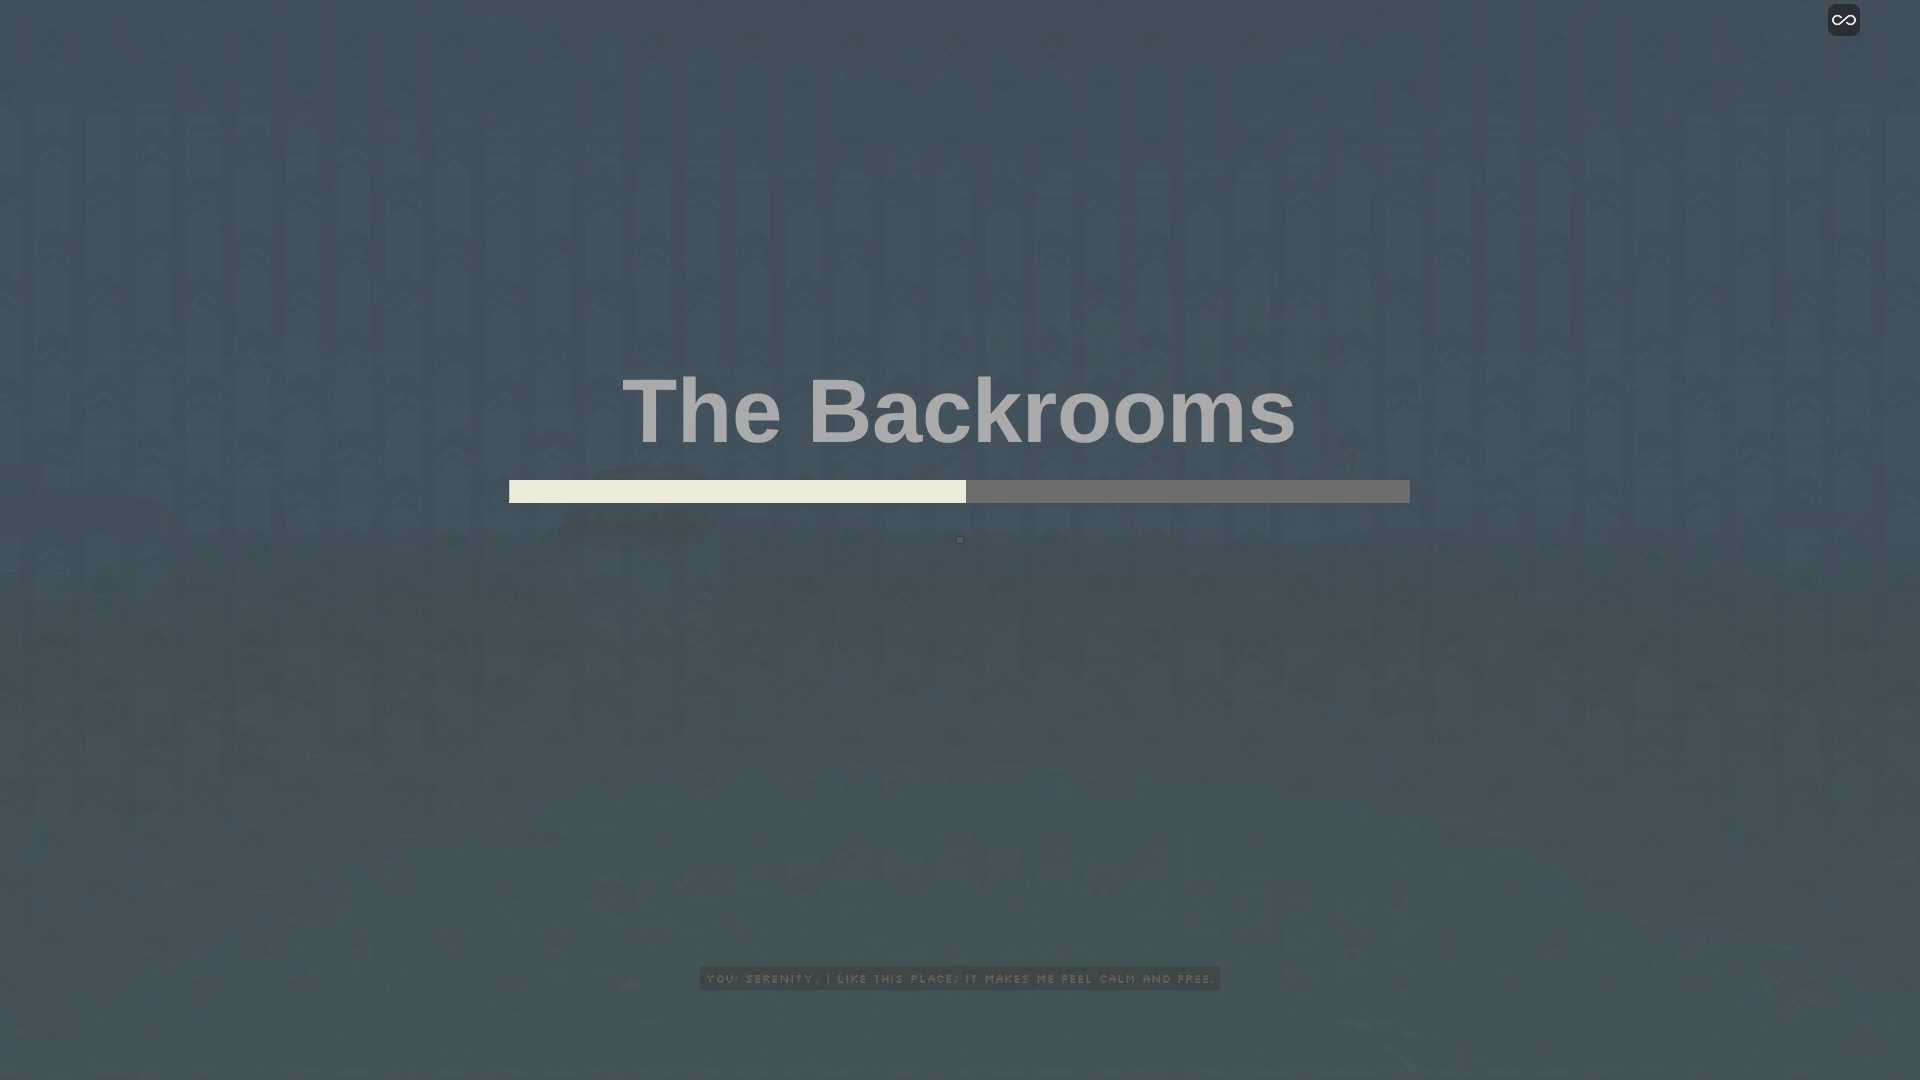 The Backrooms
YOU: SERENITY, I LIKE THIS PLACE; IT MAKES ME FEEL CALM AND FREE.